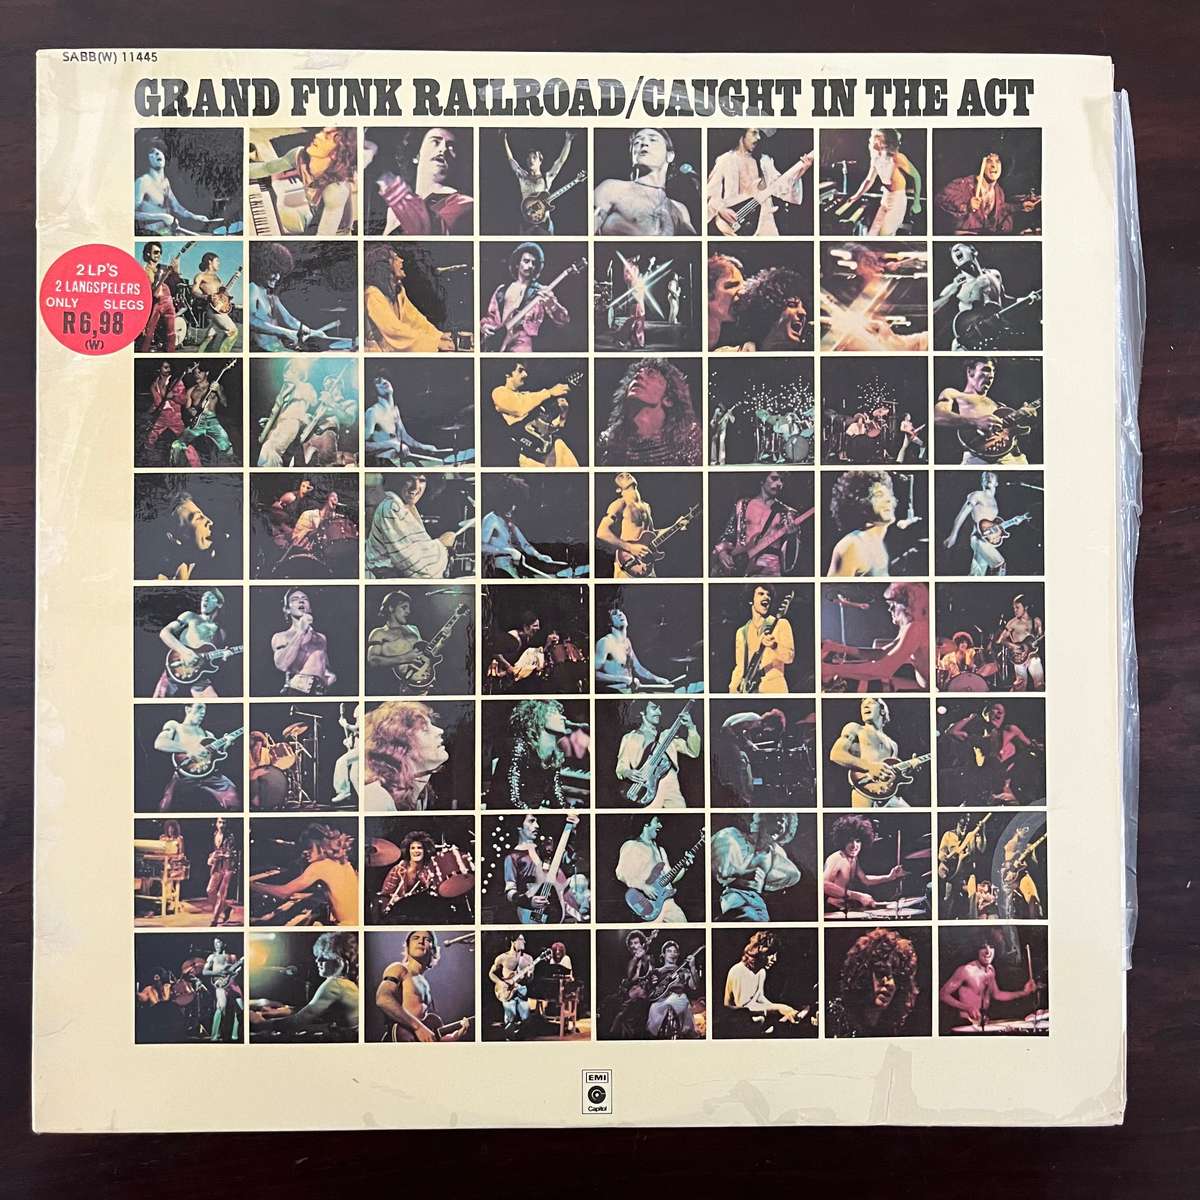 SABB(W) 11445
GRAND FUNK RAILROAD/CAUGHT IN THE ACT
2 LP'S
2 LANGSPELERS
ONLY SLEGS
R6,98
(W)
EMI
Capitol